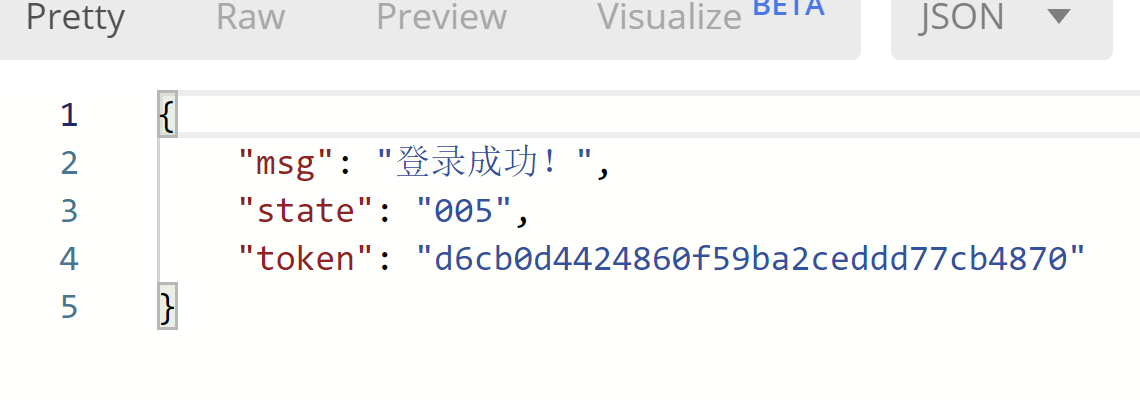 Pretty Raw Preview Visualize BETA JSON
1 {
2 "msg": "登录成功！",
3 "state": "005",
4 "token": "d6cb0d4424860f59ba2ceddd77cb4870"
5 }